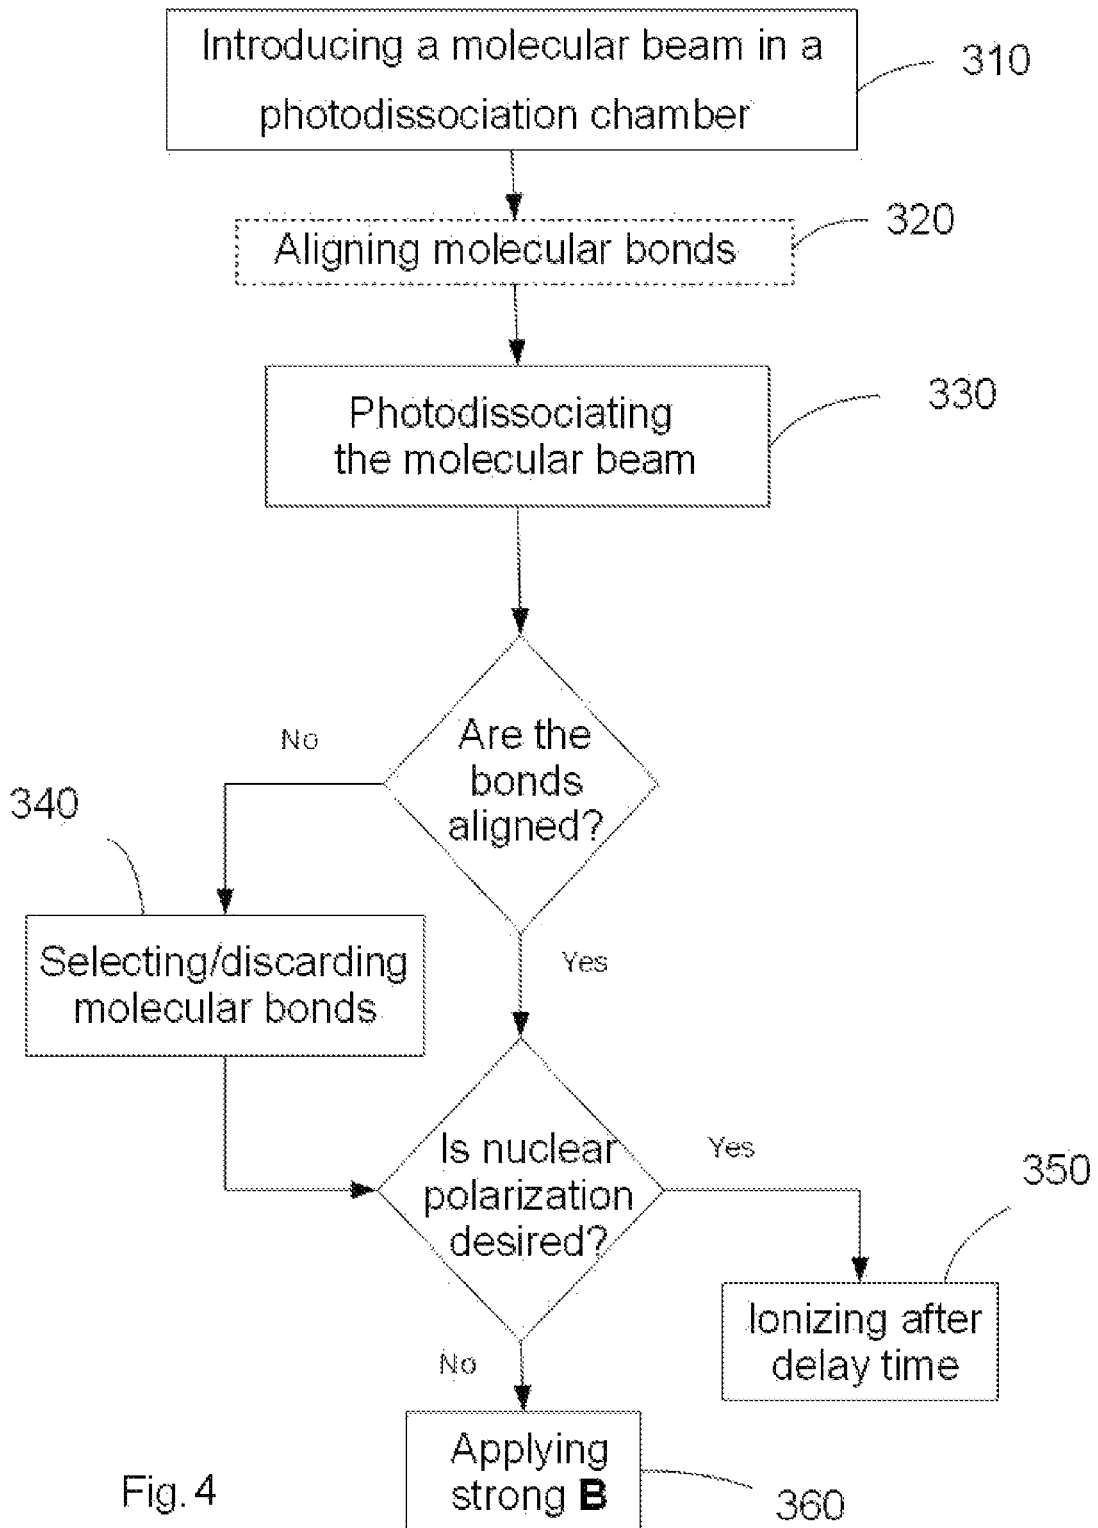 Introducing a molecular beam in a
photodissociation chamber
310
Aligning molecular bonds
320
Photodissociating
the molecular beam
330
Are the
bonds
aligned?
No
Yes
340
Selecting/discarding
molecular bonds
Is nuclear
polarization
desired?
Yes
No
350
Ionizing after
delay time
Applying
strong B
360
Fig. 4